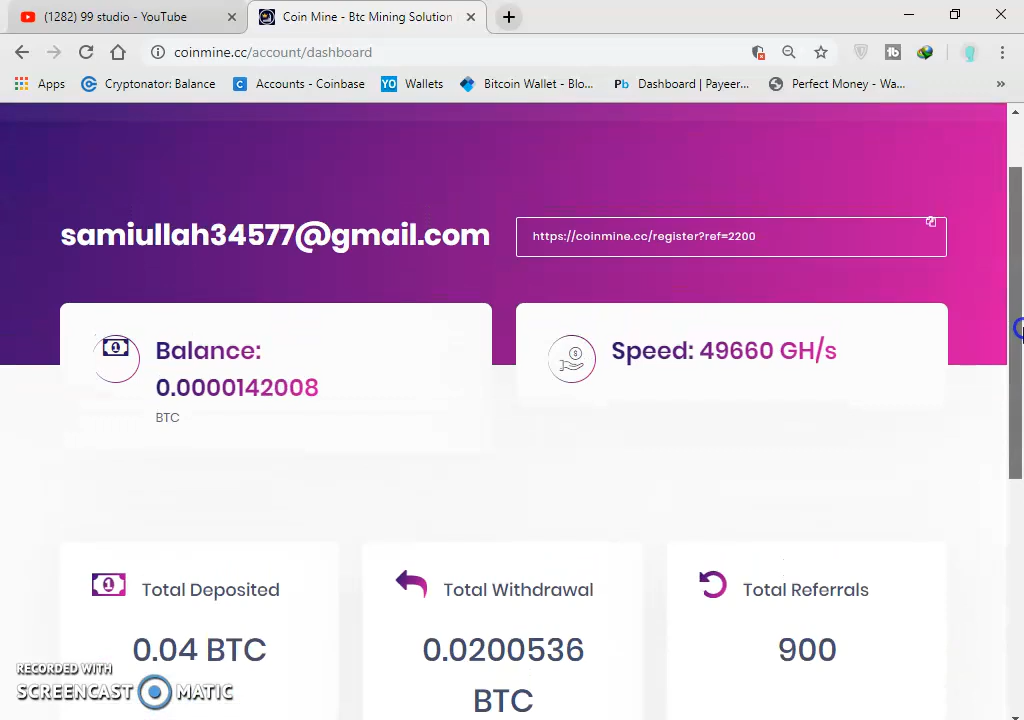 (1282) 99 studio - YouTube
Coin Mine - Btc Mining Solution
coinmine.cc/account/dashboard
Apps
Cryptonator: Balance
C Accounts - Coinbase
YO Wallets
Bitcoin Wallet - Blo...
Pb Dashboard | Payeer...
Perfect Money - Wa...
samiullah34577@gmail.com
https://coinmine.cc/register?ref=2200
Balance:
0.0000142008
BTC
Speed: 49660 GH/s
Total Deposited
0.04 BTC
Total Withdrawal
0.0200536
BTC
Total Referrals
900
RECORDED WITH
SCREENCAST MATIC